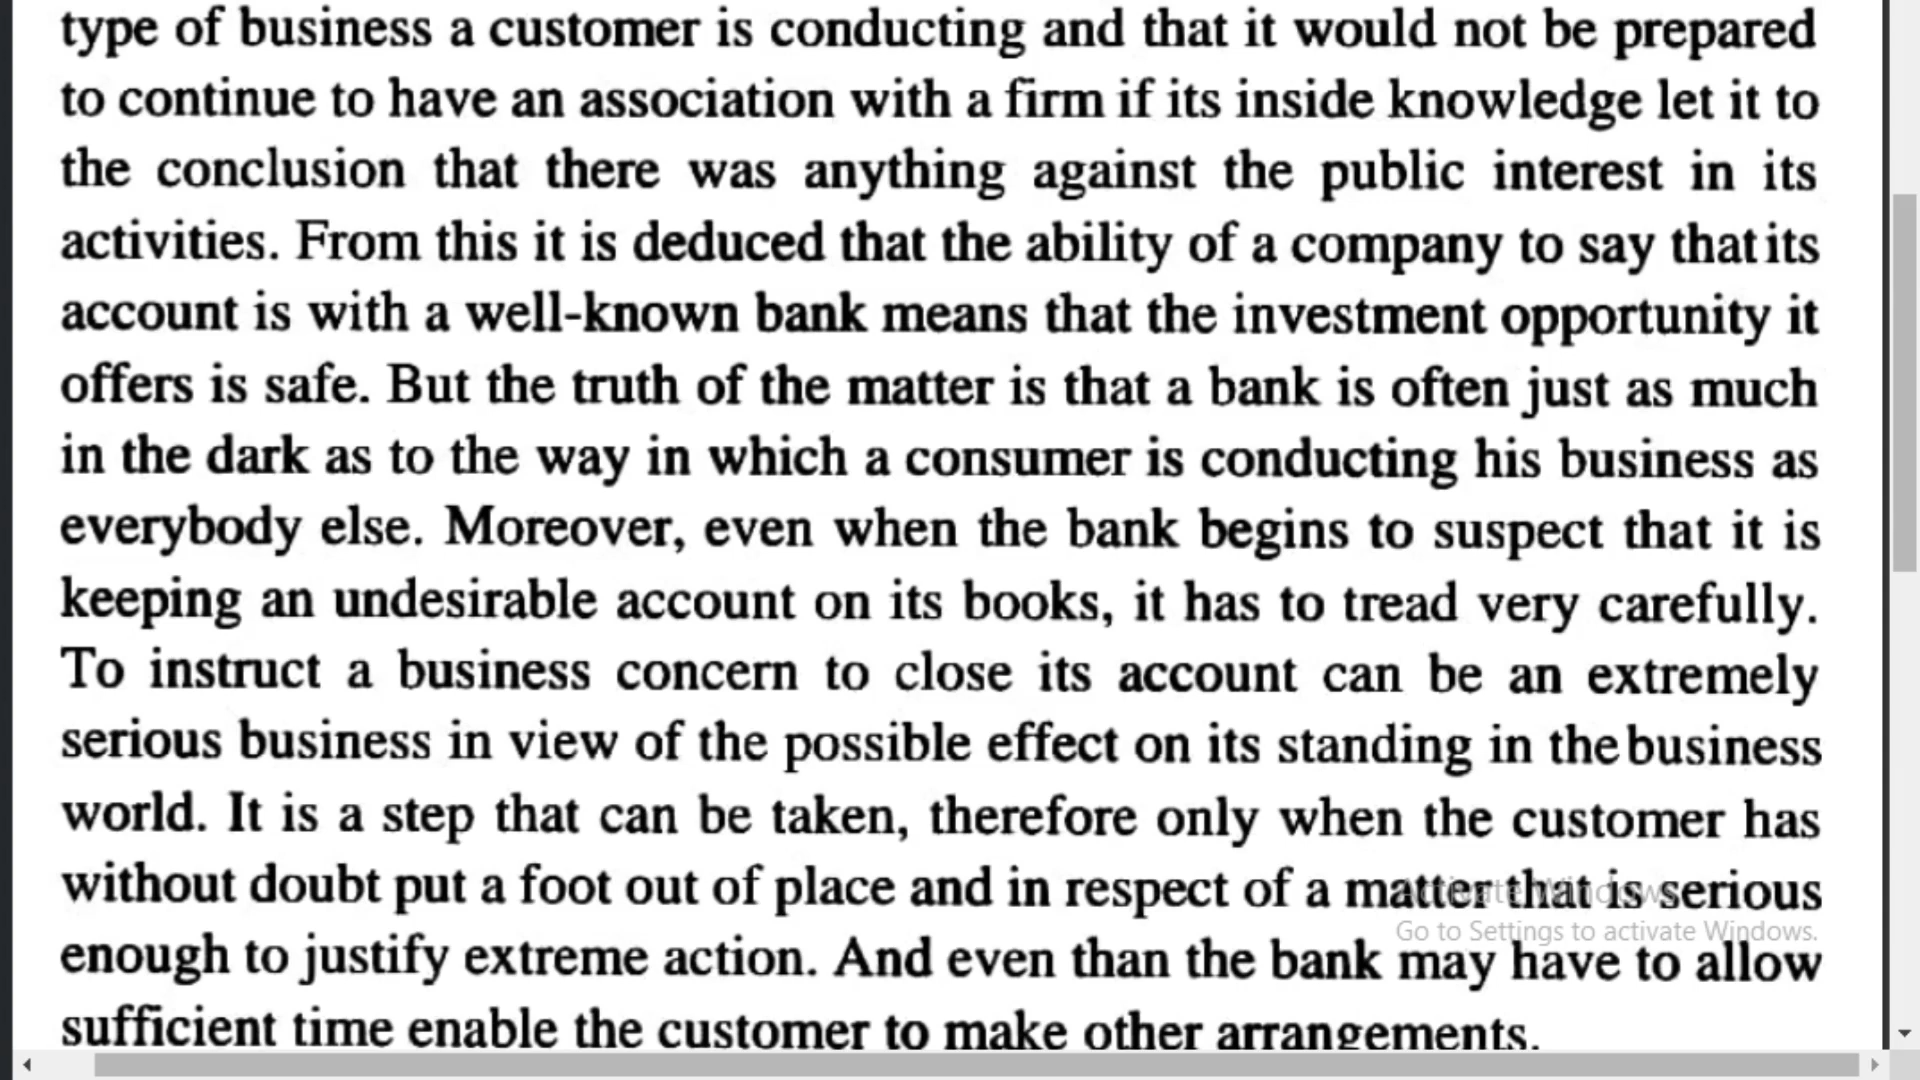 type of business a customer is conducting and that it would not be prepared
to continue to have an association with a firm if its inside knowledge let it to
the conclusion that there was anything against the public interest in its
activities. From this it is deduced that the ability of a company to say that its
account is with a well-known bank means that the investment opportunity it
offers is safe. But the truth of the matter is that a bank is often just as much
in the dark as to the way in which a consumer is conducting his business as
everybody else. Moreover, even when the bank begins to suspect that it is
keeping an undesirable account on its books, it has to tread very carefully.
To instruct a business concern to close its account can be an extremely
serious business in view of the possible effect on its standing in the business
world. It is a step that can be taken, therefore only when the customer has
without doubt put a foot out of place and in respect of a matter that is serious
Activate Windows
Go to Settings to activate Windows.
enough to justify extreme action. And even than the bank may have to allow
sufficient time enable the customer to make other arrangements.